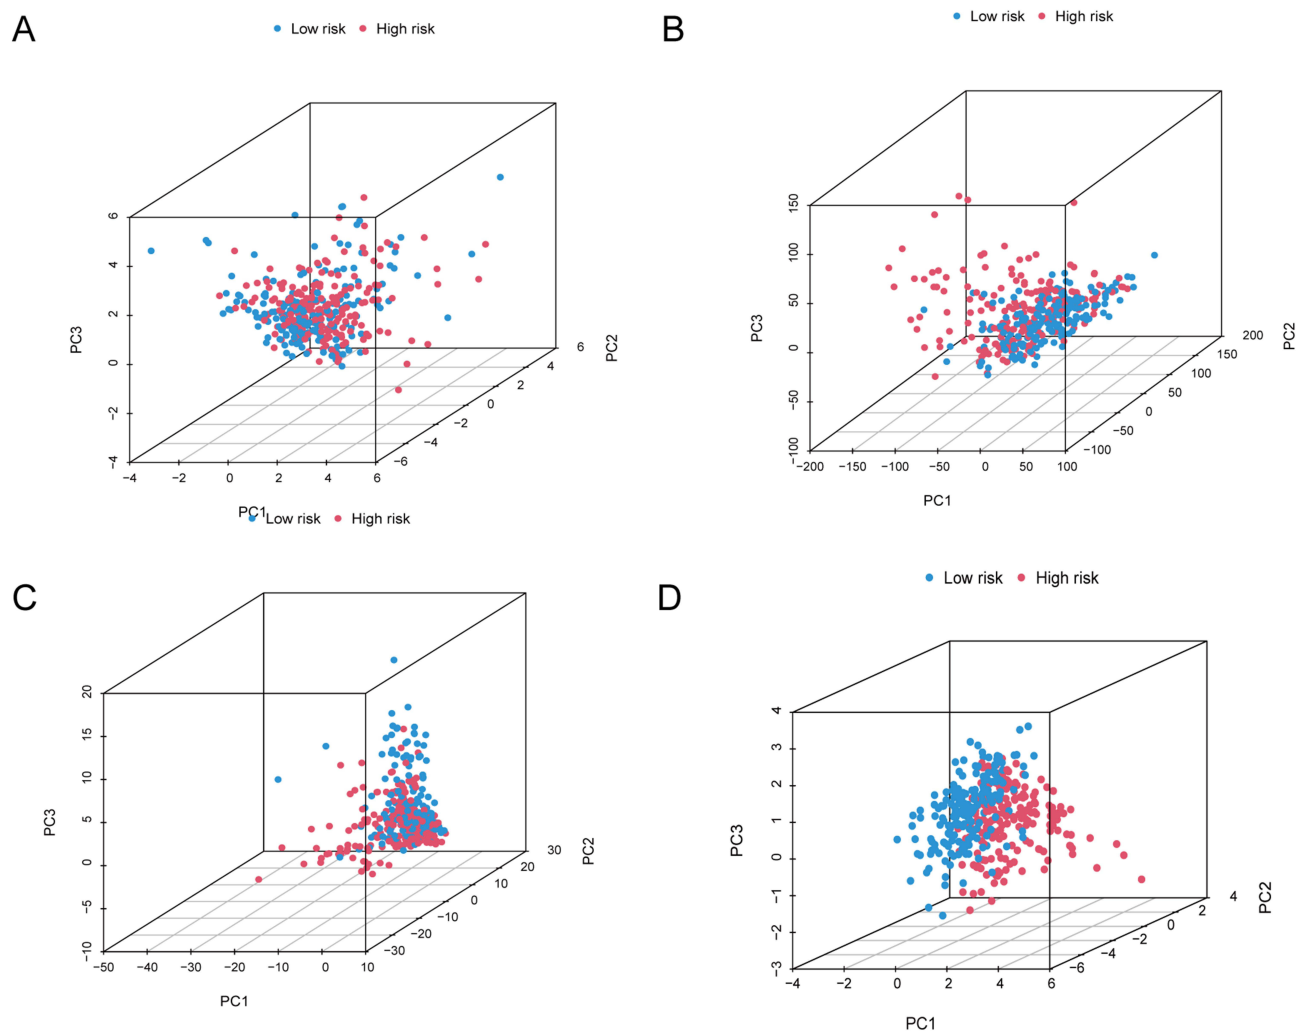 A
Low risk High risk
6
4
2
0
−2
−4
PC3
−4 −2 0 2 4 6
PC1
−6
−4
−2
0
2
4
6
PC2
B
Low risk High risk
150
100
50
0
−50
−100
PC3
−200 −150 −100 −50 0 50 100
PC1
−100
−50
0
50
100
150
200
PC2
Low risk High risk
C
20
15
10
5
0
−5
−10
PC3
−50 −40 −30 −20 −10 0 10
PC1
−30
−20
−10
0
10
20
30
PC2
D
Low risk High risk
4
3
2
1
0
−1
−2
−3
PC3
−4 −2 0 2 4 6
PC1
−6
−4
−2
0
2
4
PC2